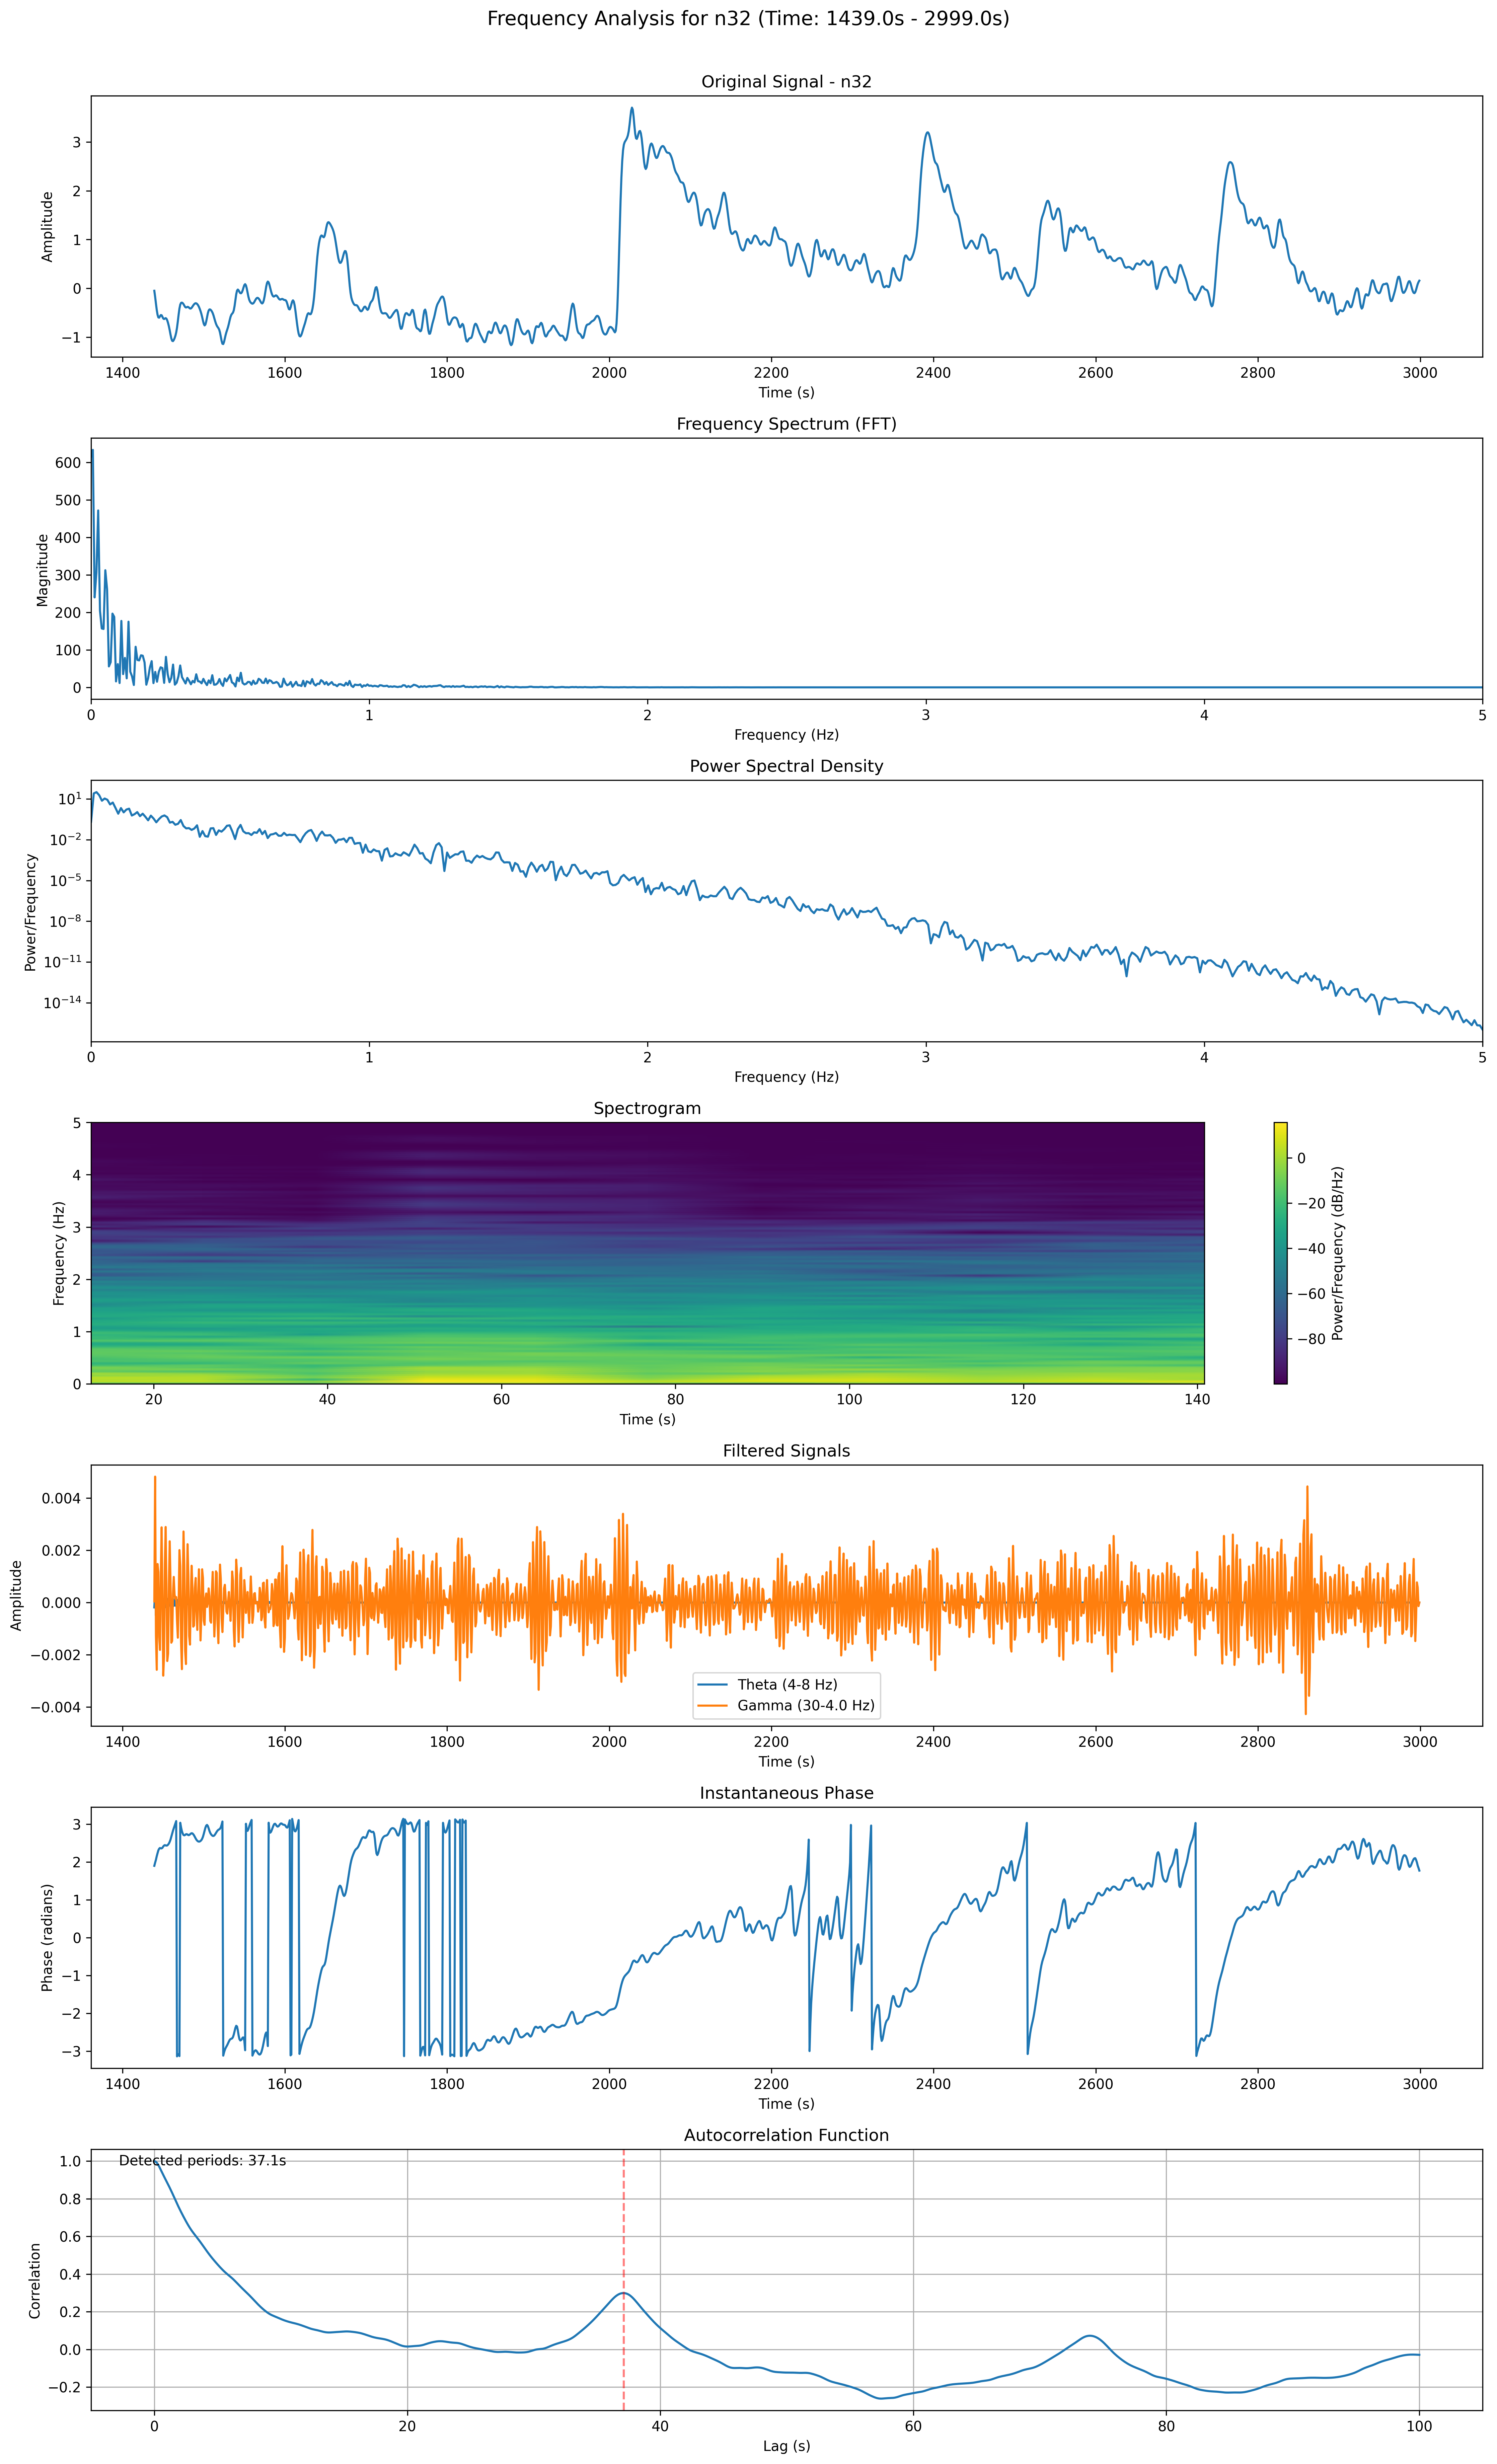 Frequency Analysis for n32 (Time: 1439.0s - 2999.0s)
Original Signal - n32
Amplitude
3
2
1
0
−1
1400 1600 1800 2000 2200 2400 2600 2800 3000
Time (s)
Frequency Spectrum (FFT)
Magnitude
600
500
400
300
200
100
0
0 1 2 3 4 5
Frequency (Hz)
Power Spectral Density
Power/Frequency
10¹
10⁻²
10⁻⁵
10⁻⁸
10⁻¹¹
10⁻¹⁴
0 1 2 3 4 5
Frequency (Hz)
Spectrogram
Frequency (Hz)
5
4
3
2
1
0
20 40 60 80 100 120 140
Time (s)
0
−20
−40
−60
−80
Power/Frequency (dB/Hz)
Filtered Signals
Amplitude
0.004
0.002
0.000
−0.002
−0.004
Theta (4-8 Hz)
Gamma (30-4.0 Hz)
1400 1600 1800 2000 2200 2400 2600 2800 3000
Time (s)
Instantaneous Phase
Phase (radians)
3
2
1
0
−1
−2
−3
1400 1600 1800 2000 2200 2400 2600 2800 3000
Time (s)
Autocorrelation Function
Detected periods: 37.1s
Correlation
1.0
0.8
0.6
0.4
0.2
0.0
−0.2
0 20 40 60 80 100
Lag (s)